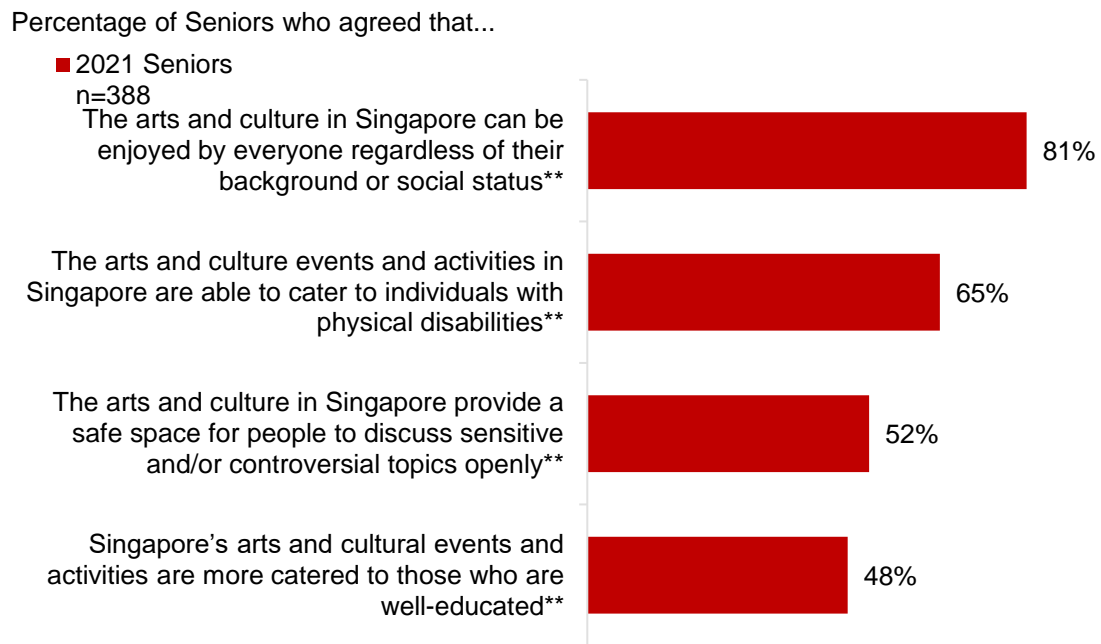 Percentage of Seniors who agreed that...
2021 Seniors
n=388
The arts and culture in Singapore can be
enjoyed by everyone regardless of their
background or social status**
81%
The arts and culture events and activities in
Singapore are able to cater to individuals with
physical disabilities**
65%
The arts and culture in Singapore provide a
safe space for people to discuss sensitive
and/or controversial topics openly**
52%
Singapore’s arts and cultural events and
activities are more catered to those who are
well-educated**
48%